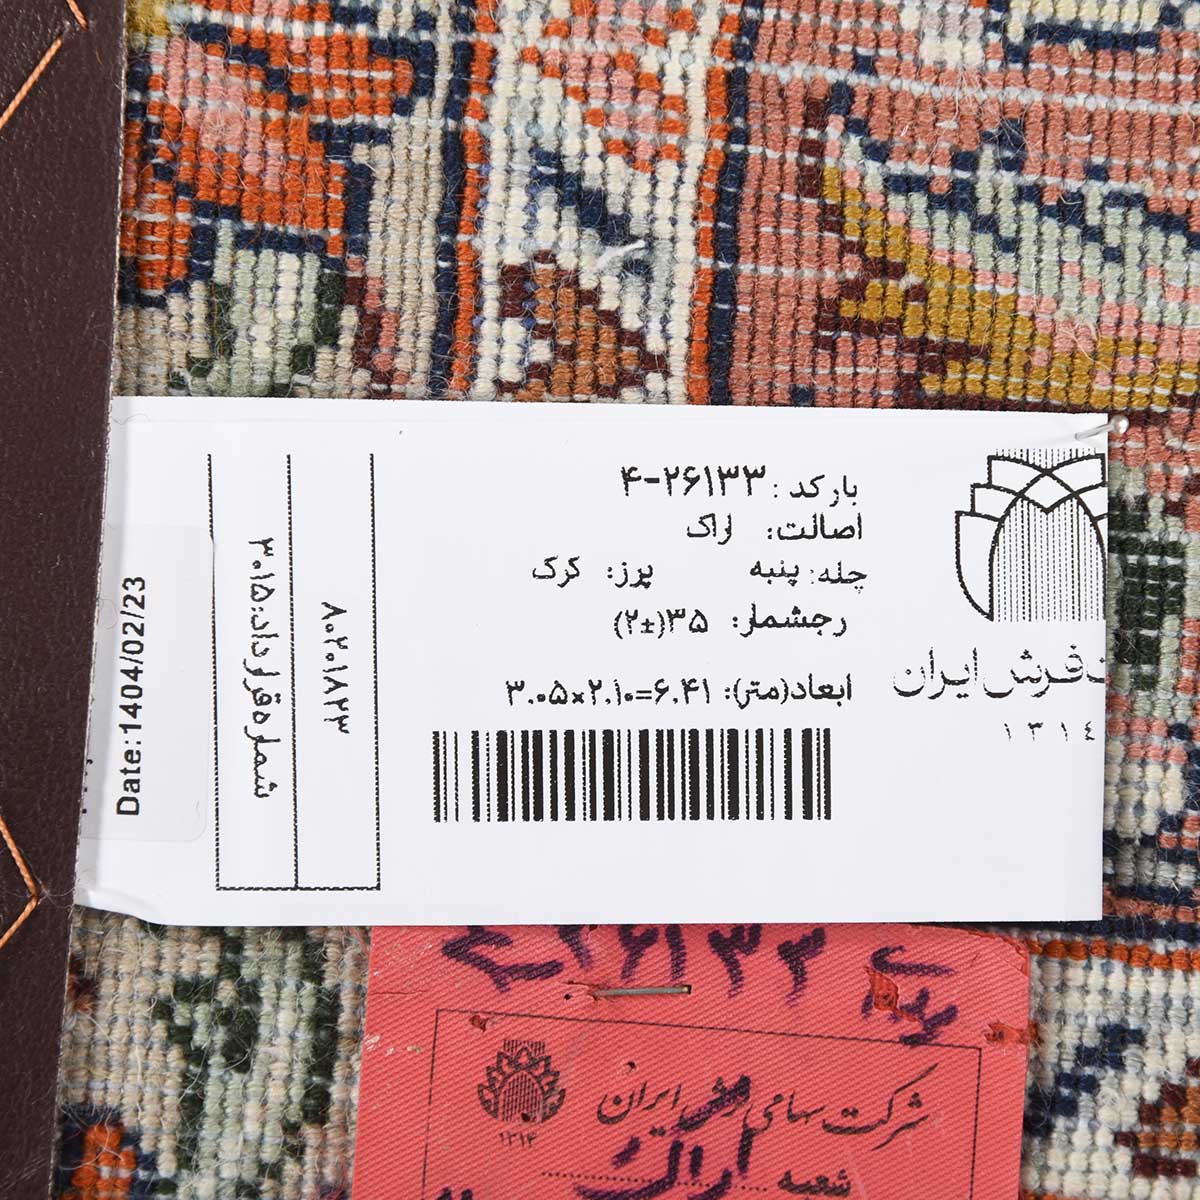 بارکد: ۲۶۱۳۳-۴
اصالت: اراک
چله: پنبه    پرز: کرک
رجشمار: ۳۵(±۲)
ابعاد(متر): ۳.۰۵×۲.۱۰=۶.۴۱
فرش ایران
۱۳۱۴
۸۰۲۰۱۸۲۳
شماره قرارداد: ۳۰۱۵
Date:1404/02/23
۲۶۱۳۳
شرکت سهامی فرش ایران
۱۳۱۴
شعبه اراک